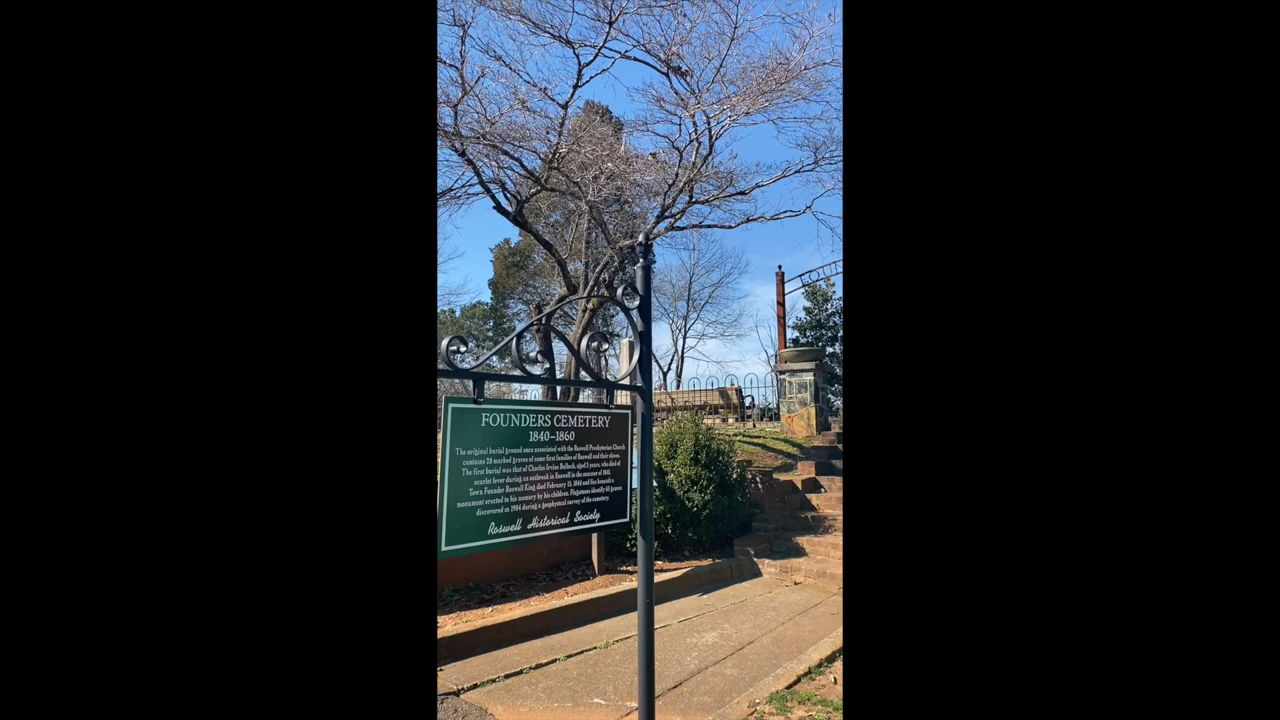 FOUN
FOUNDERS CEMETERY
1840–1860
The original burial ground once associated with the Roswell Presbyterian Church
contains 28 marked graves of some first families of Roswell and their slaves.
The first burial was that of Charles Irvine Bulloch, aged 2 years, who died of
scarlet fever during an outbreak in Roswell in the summer of 1841.
Town Founder Roswell King died February 15, 1844 and lies beneath a
monument erected to his memory by his children. Flagstones identify 45 graves
discovered in 1984 during a geophysical survey of the cemetery.
Roswell Historical Society